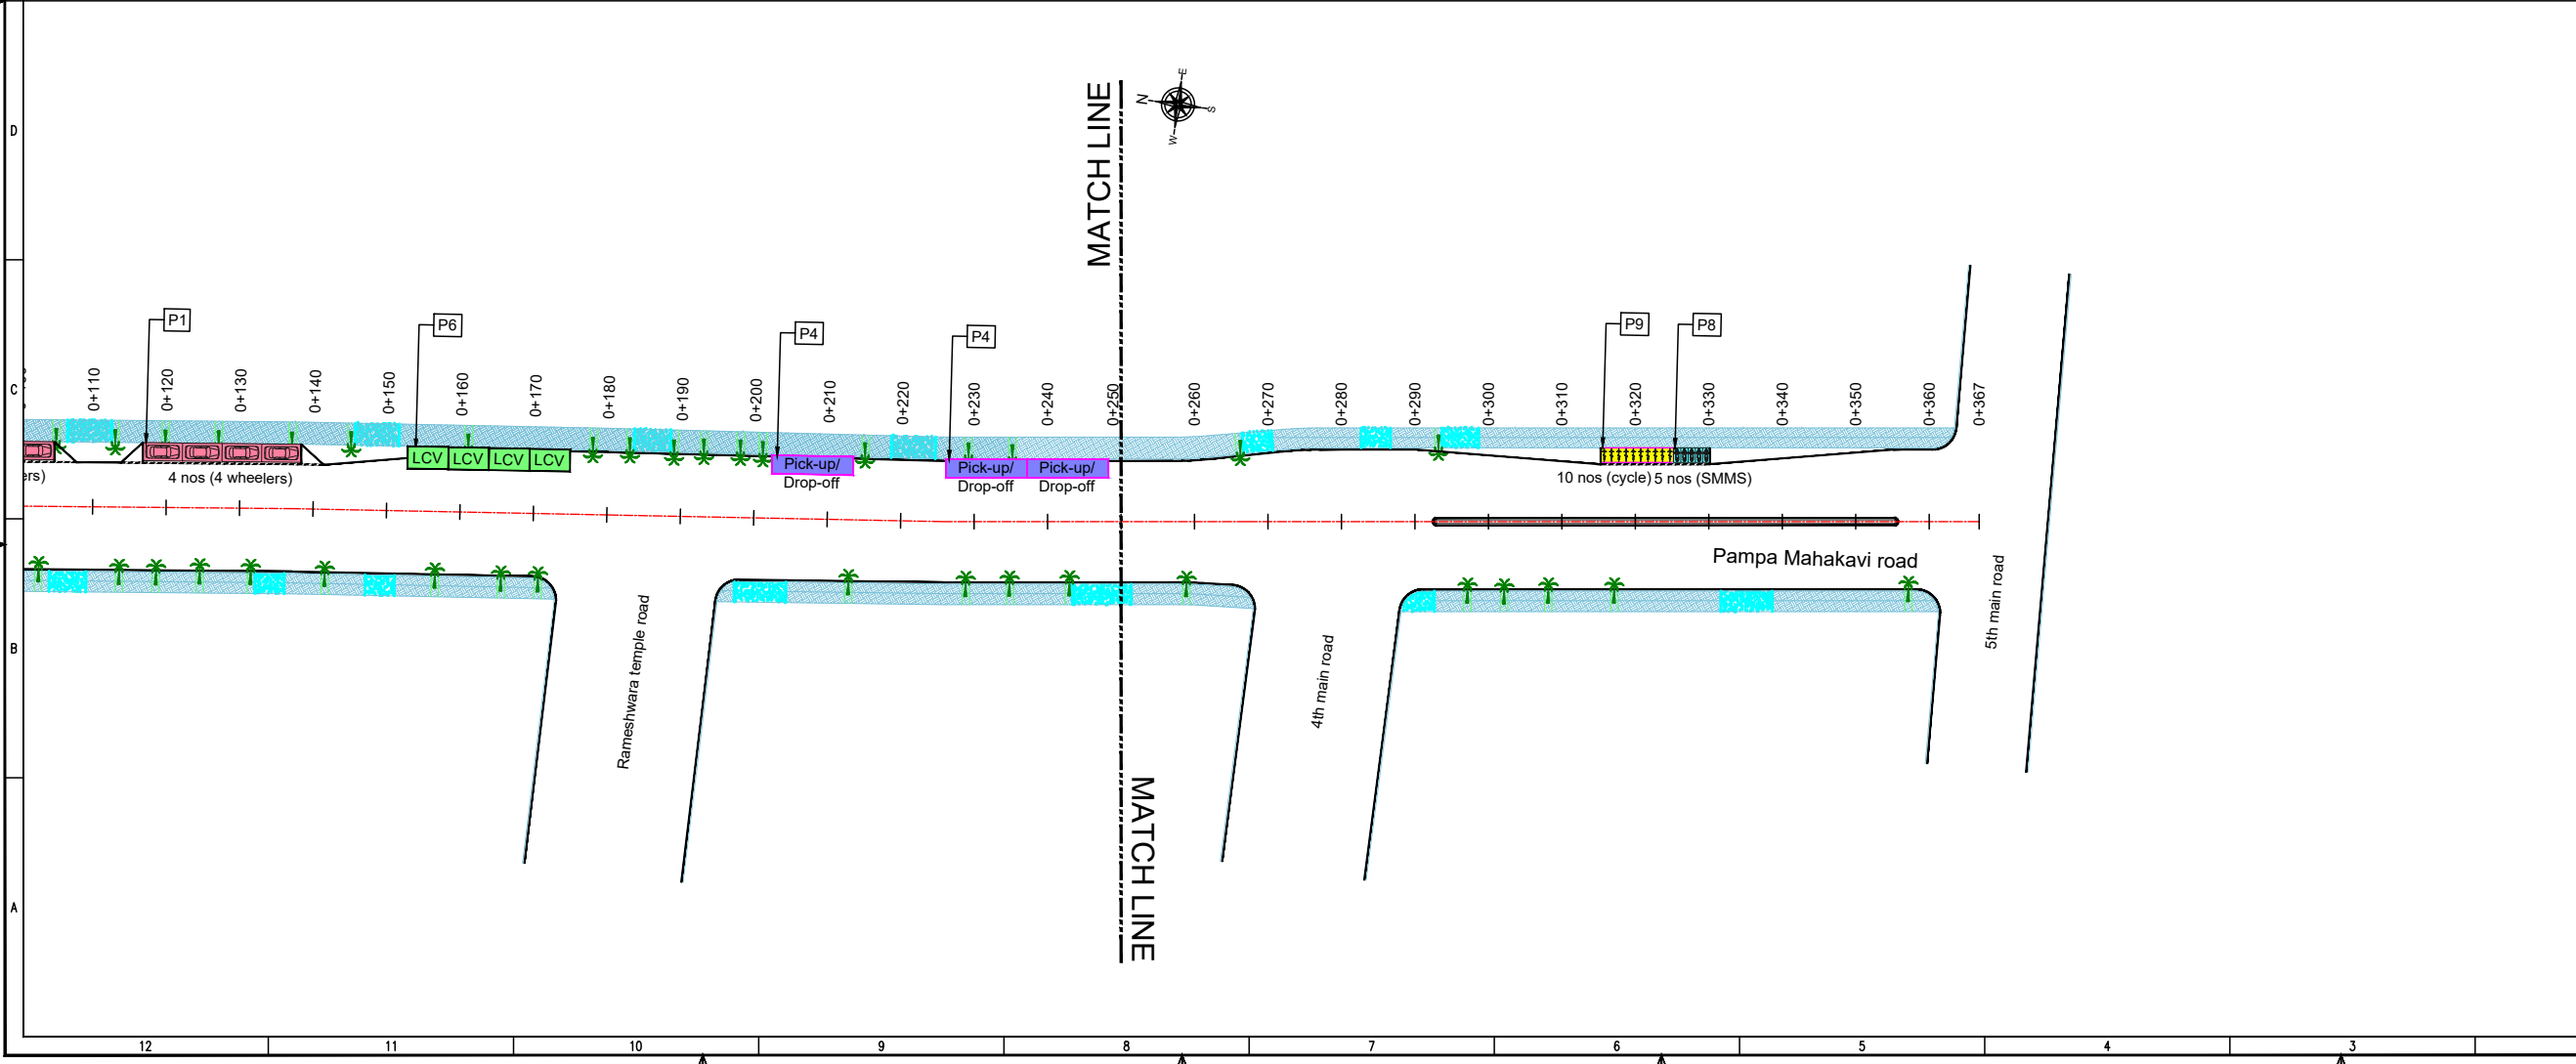 MATCH LINE
N
E
S
W
D
C
B
A
P1
P6
P4
P4
P9
P8
0+110
0+120
0+130
0+140
0+150
0+160
0+170
0+180
0+190
0+200
0+210
0+220
0+230
0+240
0+250
0+260
0+270
0+280
0+290
0+300
0+310
0+320
0+330
0+340
0+350
0+360
0+367
LCV
LCV
LCV
LCV
Pick-up/
Drop-off
Pick-up/
Drop-off
Pick-up/
Drop-off
ers)
4 nos (4 wheelers)
10 nos (cycle)
5 nos (SMMS)
Pampa Mahakavi road
Rameshwara temple road
4th main road
5th main road
MATCH LINE
12
11
10
9
8
7
6
5
4
3